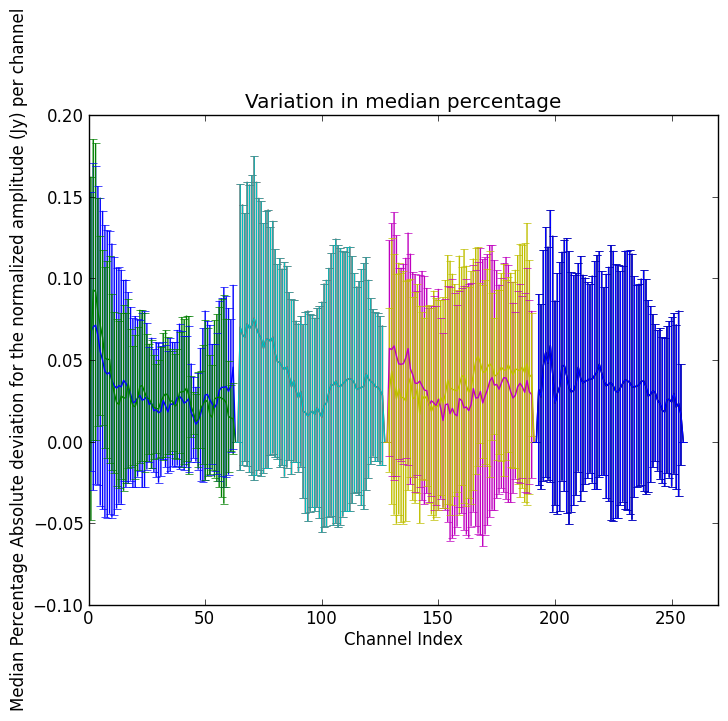 Variation in median percentage
Median Percentage Absolute deviation for the normalized amplitude (Jy) per channel
0.20
0.15
0.10
0.05
0.00
−0.05
−0.10
0 50 100 150 200 250
Channel Index